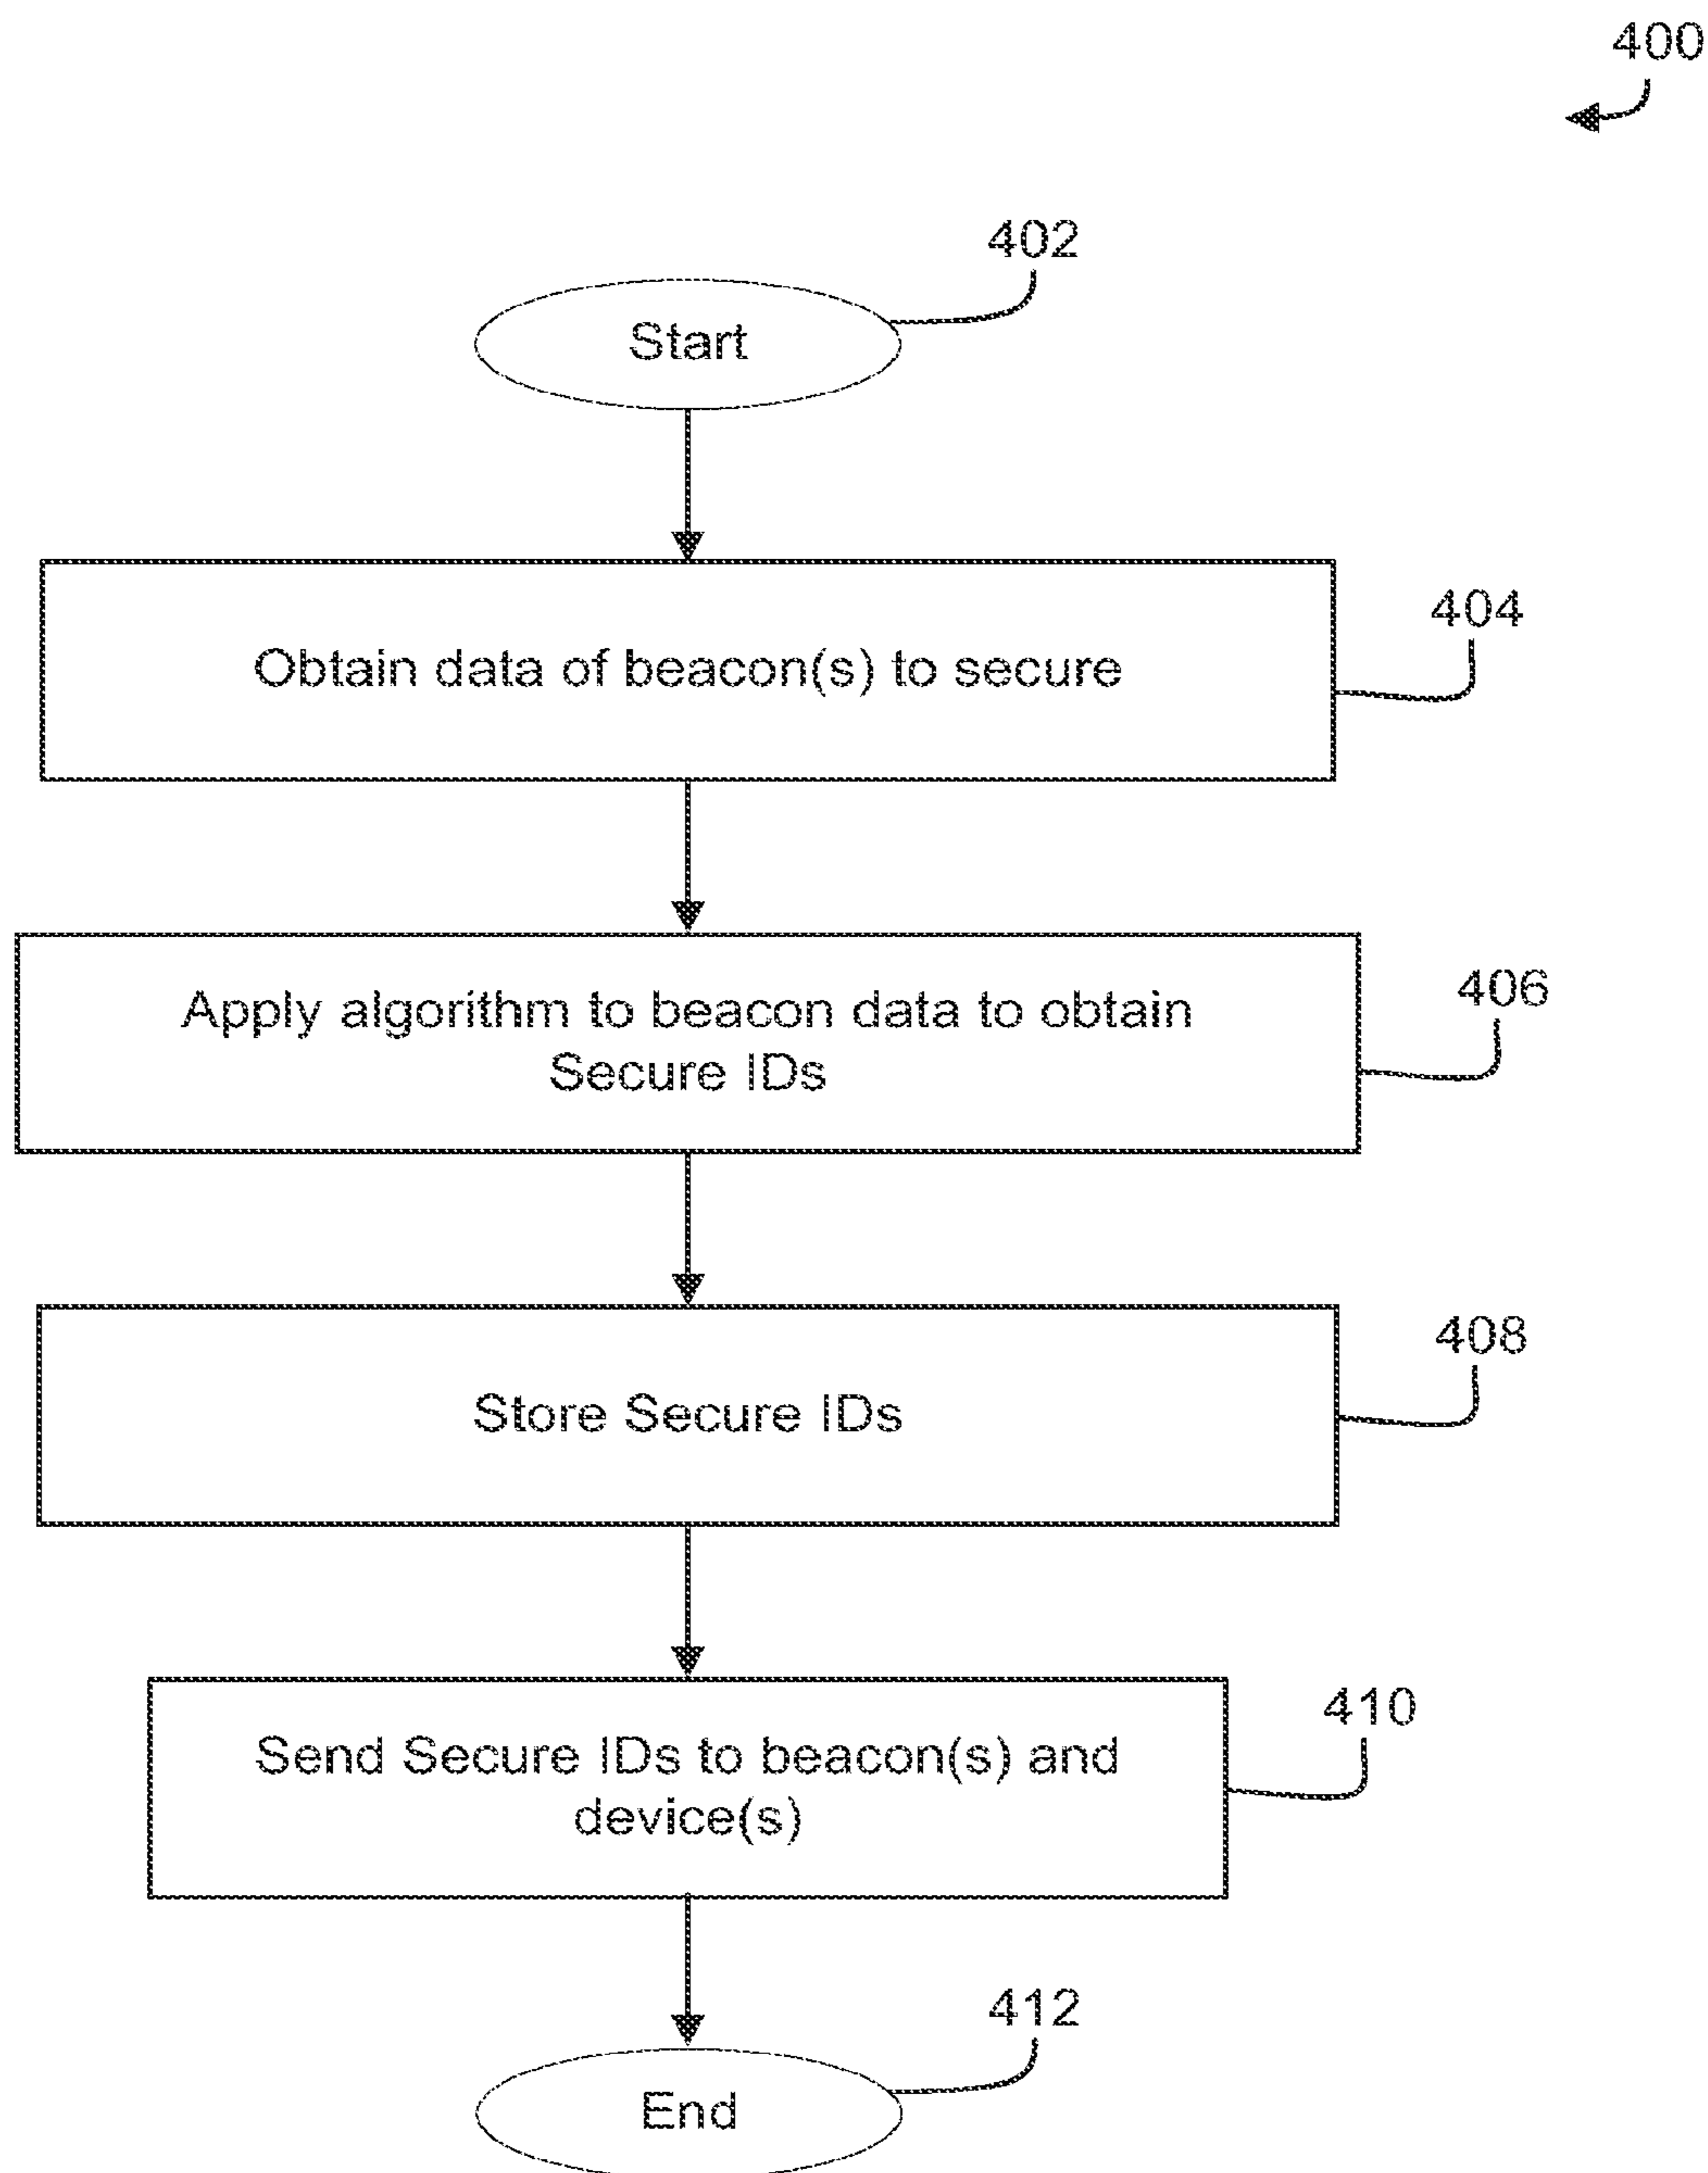 400
402
Start
404
Obtain data of beacon(s) to secure
406
Apply algorithm to beacon data to obtain
Secure IDs
408
Store Secure IDs
410
Send Secure IDs to beacon(s) and
device(s)
412
End